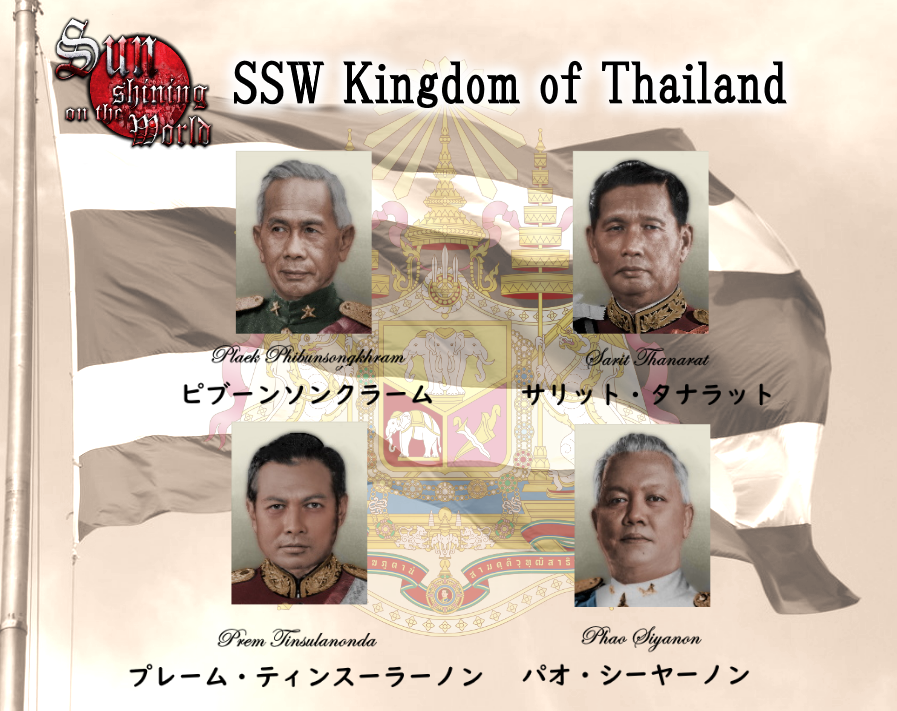 Sun
shining
on the
World
SSW Kingdom of Thailand
Plaek Phibunsongkhram
Sarit Thanarat
ピブーンソンクラーム
サリット・タナラット
Prem Tinsulanonda
Phao Siyanon
プレーム・ティンスーラーノン
パオ・シーヤーノン